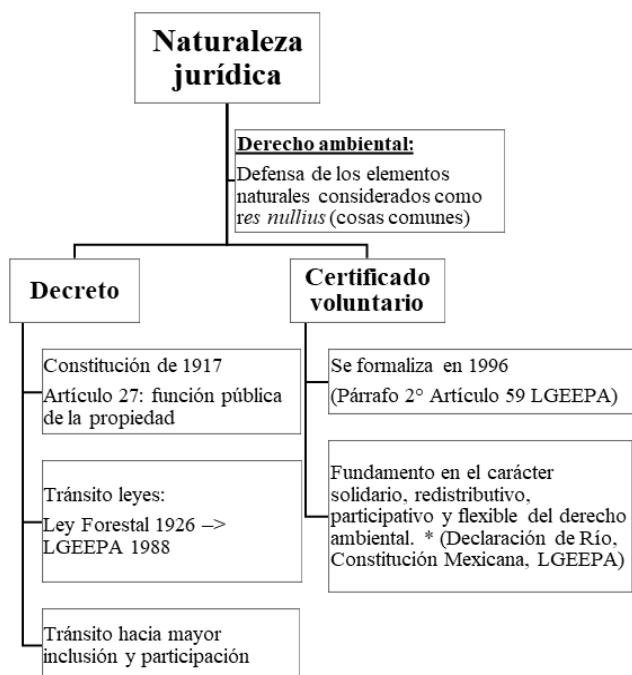 Naturaleza
jurídica
Derecho ambiental:
Defensa de los elementos
naturales considerados como
res nullius (cosas comunes)
Decreto
Constitución de 1917
Artículo 27: función pública
de la propiedad
Tránsito leyes:
Ley Forestal 1926 –>
LGEEPA 1988
Tránsito hacia mayor
inclusión y participación
Certificado
voluntario
Se formaliza en 1996
(Párrafo 2° Artículo 59 LGEEPA)
Fundamento en el carácter
solidario, redistributivo,
participativo y flexible del derecho
ambiental. * (Declaración de Río,
Constitución Mexicana, LGEEPA)